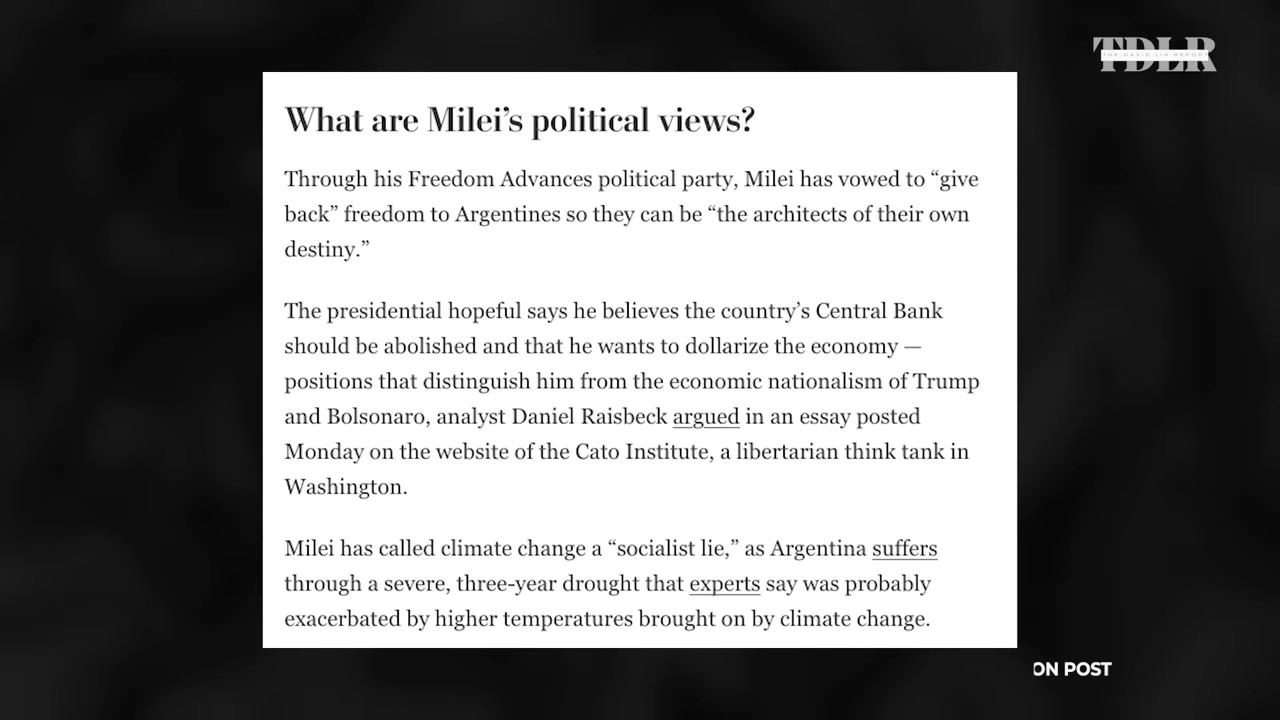 TDLR
THE DAVID LIN REPORT
What are Milei’s political views?
Through his Freedom Advances political party, Milei has vowed to “give
back” freedom to Argentines so they can be “the architects of their own
destiny.”
The presidential hopeful says he believes the country’s Central Bank
should be abolished and that he wants to dollarize the economy —
positions that distinguish him from the economic nationalism of Trump
and Bolsonaro, analyst Daniel Raisbeck argued in an essay posted
Monday on the website of the Cato Institute, a libertarian think tank in
Washington.
Milei has called climate change a “socialist lie,” as Argentina suffers
through a severe, three-year drought that experts say was probably
exacerbated by higher temperatures brought on by climate change.
ON POST